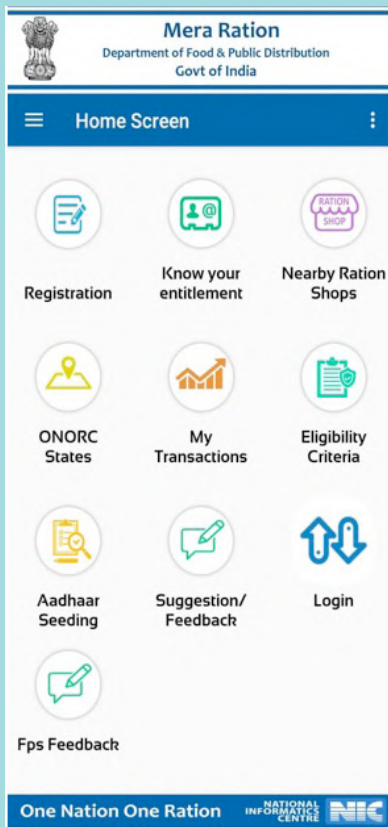 Mera Ration
Department of Food & Public Distribution
Govt of India
Home Screen
RATION
SHOP
Registration
Know your
entitlement
Nearby Ration
Shops
ONORC
States
My
Transactions
Eligibility
Criteria
Aadhaar
Seeding
Suggestion/
Feedback
Login
Fps Feedback
One Nation One Ration
NATIONAL
INFORMATICS
CENTRE
NIC